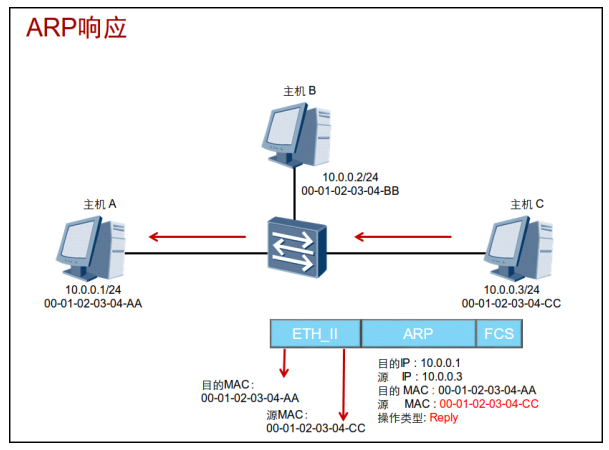 ARP响应
主机 B
10.0.0.2/24
00-01-02-03-04-BB
主机 A
10.0.0.1/24
00-01-02-03-04-AA
主机 C
10.0.0.3/24
00-01-02-03-04-CC
ETH_II ARP FCS
目的MAC:
00-01-02-03-04-AA
源MAC:
00-01-02-03-04-CC
目的IP : 10.0.0.1
源 IP : 10.0.0.3
目的 MAC : 00-01-02-03-04-AA
源 MAC : 00-01-02-03-04-CC
操作类型: Reply